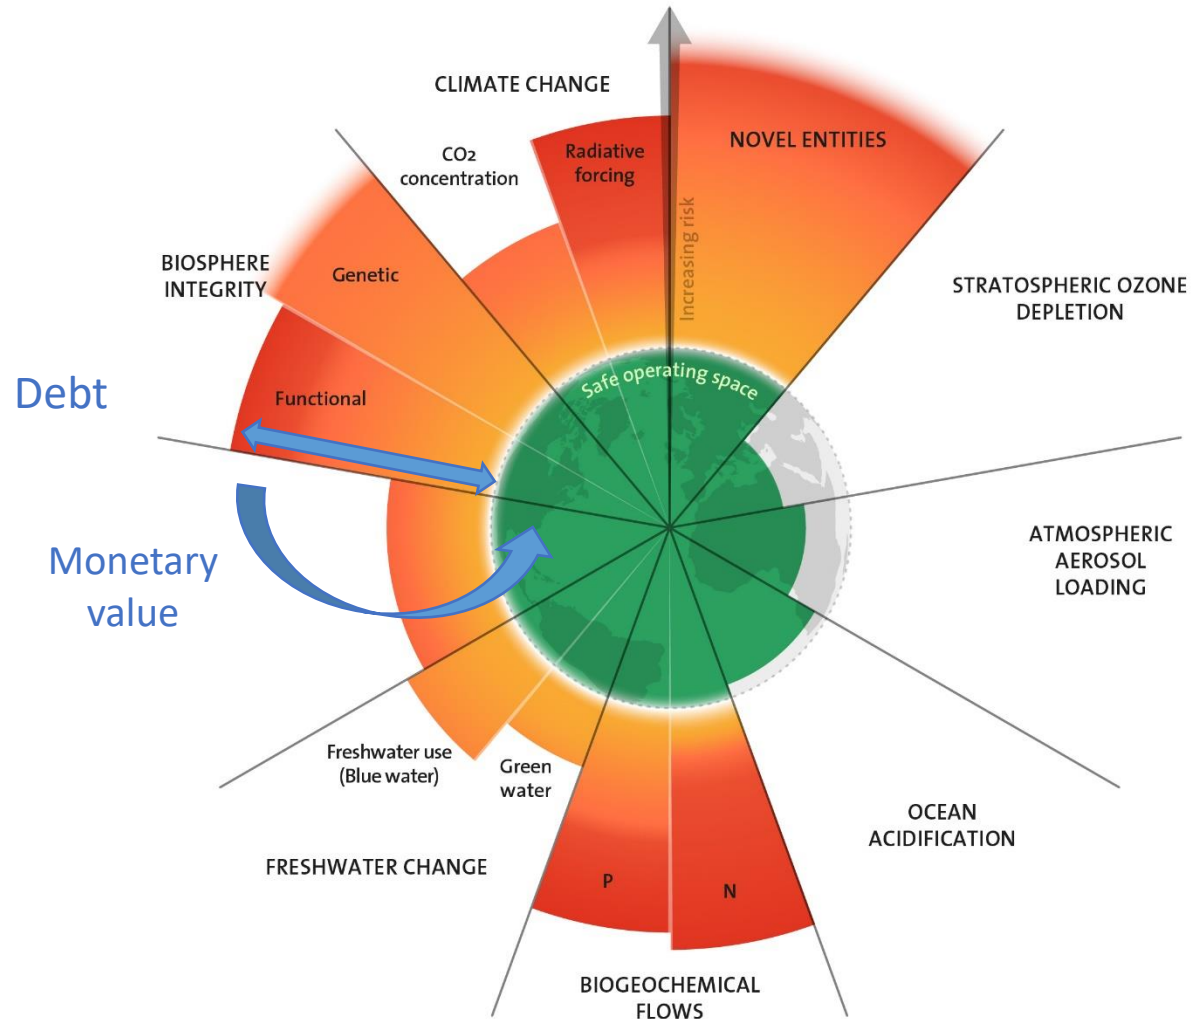 CLIMATE CHANGE
CO2
concentration
Radiative
forcing
NOVEL ENTITIES
Increasing risk
BIOSPHERE
INTEGRITY
Genetic
Functional
STRATOSPHERIC OZONE
DEPLETION
Safe operating space
Debt
Monetary
value
ATMOSPHERIC
AEROSOL
LOADING
Freshwater use
(Blue water)
Green
water
FRESHWATER CHANGE
OCEAN
ACIDIFICATION
P
N
BIOGEOCHEMICAL
FLOWS